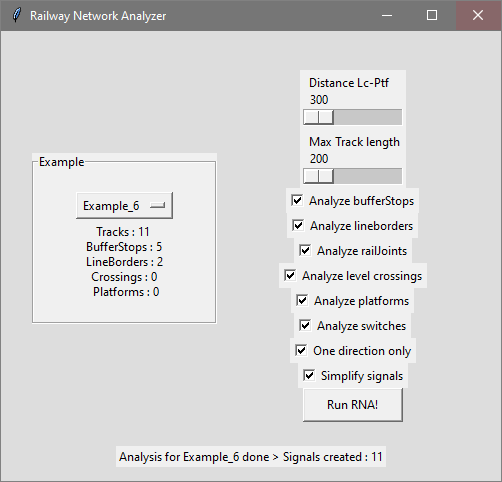 Railway Network Analyzer
Example
Example_6
Tracks : 11
BufferStops : 5
LineBorders : 2
Crossings : 0
Platforms : 0
Distance Lc-Ptf
300
Max Track length
200
Analyze bufferStops
Analyze lineborders
Analyze railJoints
Analyze level crossings
Analyze platforms
Analyze switches
One direction only
Simplify signals
Run RNA!
Analysis for Example_6 done > Signals created : 11